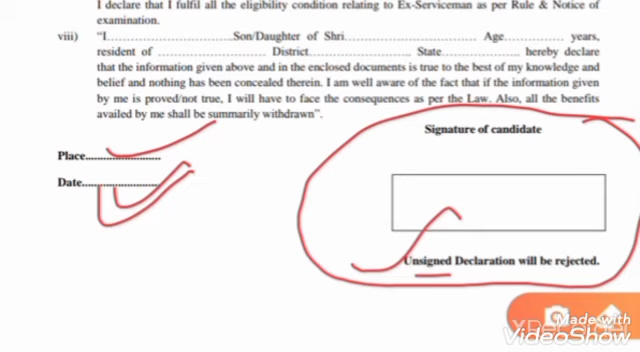 I declare that I fulfil all the eligibility condition relating to Ex-Serviceman as per Rule & Notice of
examination.
viii) "I..............................Son/Daughter of Shri.............................. Age.............. years,
resident of .............................. District.............................. State...................... hereby declare
that the information given above and in the enclosed documents is true to the best of my knowledge and
belief and nothing has been concealed therein. I am well aware of the fact that if the information given
by me is proved/not true, I will have to face the consequences as per the Law. Also, all the benefits
availed by me shall be summarily withdrawn".
Signature of candidate
Place..........................
Date..........................
Unsigned Declaration will be rejected.
Made with
VideoShow